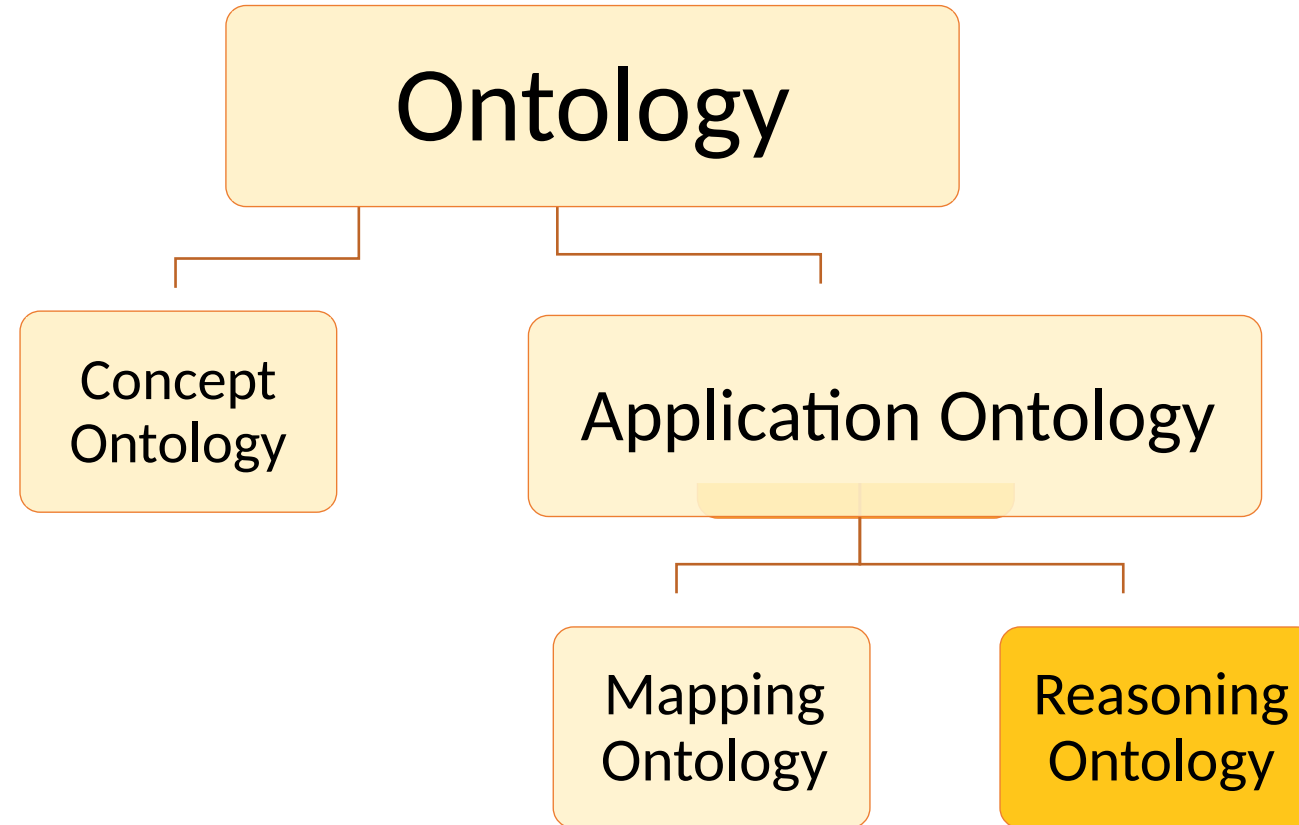 Ontology
Concept
Ontology
Application Ontology
Mapping
Ontology
Reasoning
Ontology